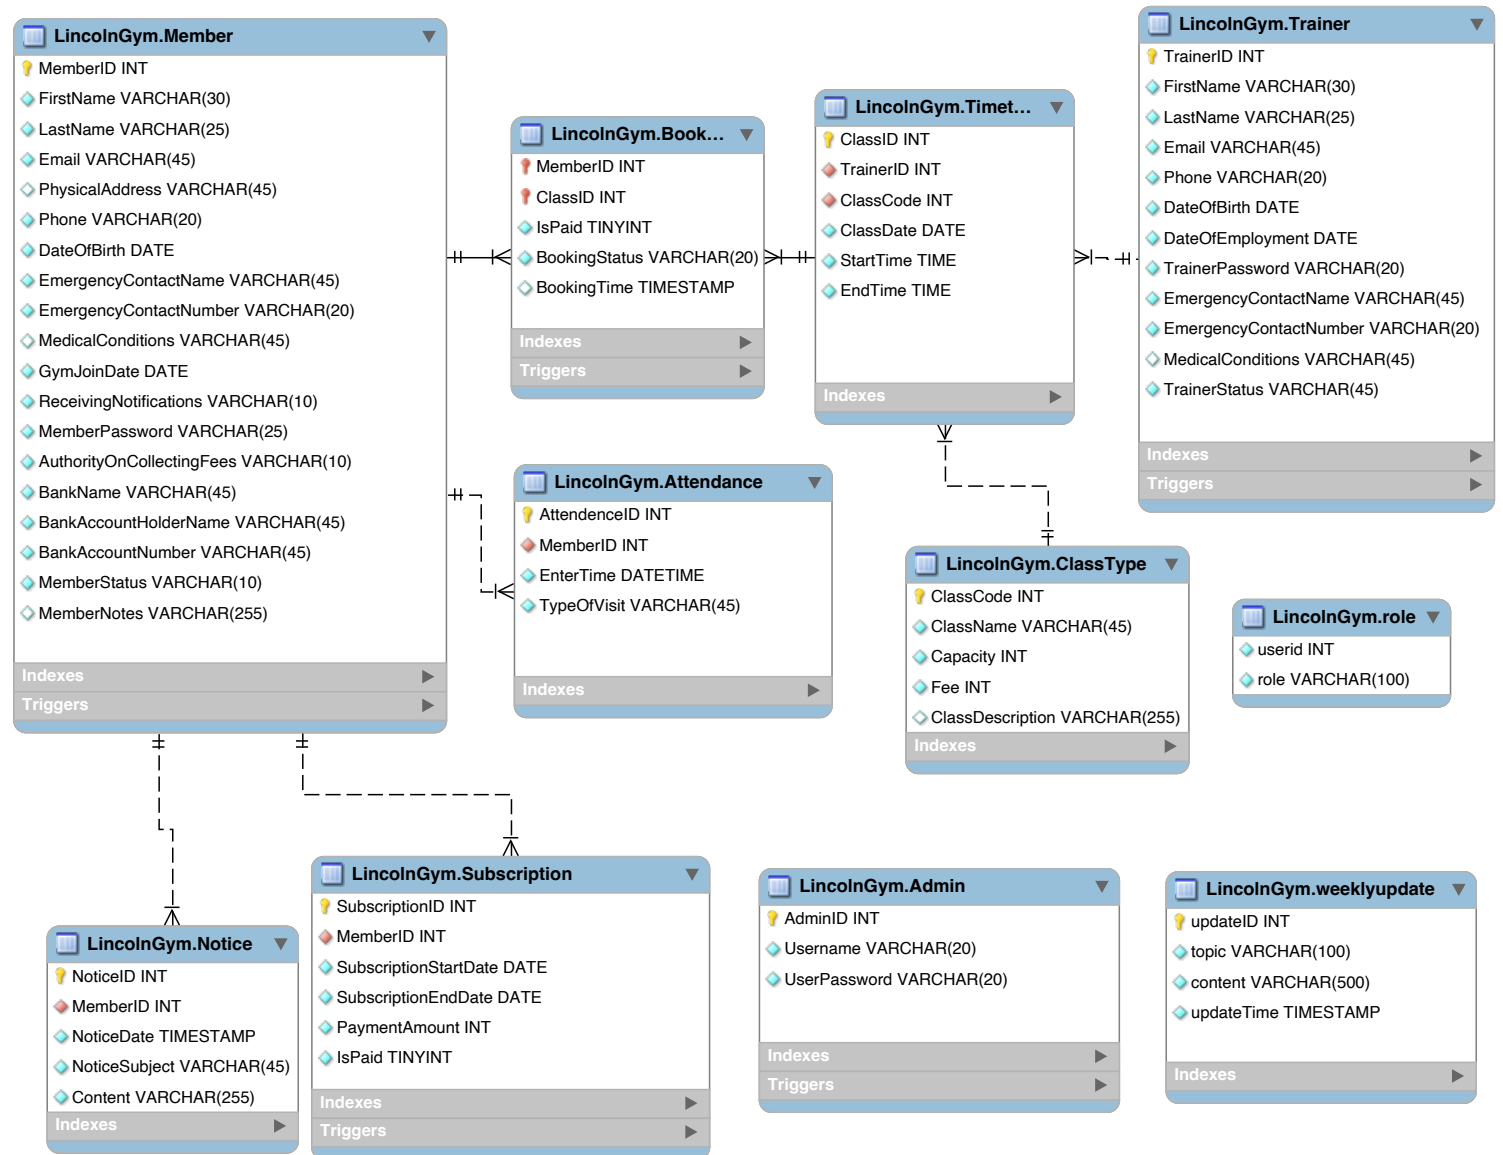 LincolnGym.Member
MemberID INT
FirstName VARCHAR(30)
LastName VARCHAR(25)
Email VARCHAR(45)
PhysicalAddress VARCHAR(45)
Phone VARCHAR(20)
DateOfBirth DATE
EmergencyContactName VARCHAR(45)
EmergencyContactNumber VARCHAR(20)
MedicalConditions VARCHAR(45)
GymJoinDate DATE
ReceivingNotifications VARCHAR(10)
MemberPassword VARCHAR(25)
AuthorityOnCollectingFees VARCHAR(10)
BankName VARCHAR(45)
BankAccountHolderName VARCHAR(45)
BankAccountNumber VARCHAR(45)
MemberStatus VARCHAR(10)
MemberNotes VARCHAR(255)
Indexes
Triggers
LincolnGym.Book...
MemberID INT
ClassID INT
IsPaid TINYINT
BookingStatus VARCHAR(20)
BookingTime TIMESTAMP
Indexes
Triggers
LincolnGym.Timet...
ClassID INT
TrainerID INT
ClassCode INT
ClassDate DATE
StartTime TIME
EndTime TIME
Indexes
LincolnGym.Trainer
TrainerID INT
FirstName VARCHAR(30)
LastName VARCHAR(25)
Email VARCHAR(45)
Phone VARCHAR(20)
DateOfBirth DATE
DateOfEmployment DATE
TrainerPassword VARCHAR(20)
EmergencyContactName VARCHAR(45)
EmergencyContactNumber VARCHAR(20)
MedicalConditions VARCHAR(45)
TrainerStatus VARCHAR(45)
Indexes
Triggers
LincolnGym.Attendance
AttendenceID INT
MemberID INT
EnterTime DATETIME
TypeOfVisit VARCHAR(45)
Indexes
LincolnGym.ClassType
ClassCode INT
ClassName VARCHAR(45)
Capacity INT
Fee INT
ClassDescription VARCHAR(255)
Indexes
LincolnGym.role
userid INT
role VARCHAR(100)
LincolnGym.Notice
NoticeID INT
MemberID INT
NoticeDate TIMESTAMP
NoticeSubject VARCHAR(45)
Content VARCHAR(255)
Indexes
LincolnGym.Subscription
SubscriptionID INT
MemberID INT
SubscriptionStartDate DATE
SubscriptionEndDate DATE
PaymentAmount INT
IsPaid TINYINT
Indexes
Triggers
LincolnGym.Admin
AdminID INT
Username VARCHAR(20)
UserPassword VARCHAR(20)
Indexes
Triggers
LincolnGym.weeklyupdate
updateID INT
topic VARCHAR(100)
content VARCHAR(500)
updateTime TIMESTAMP
Indexes